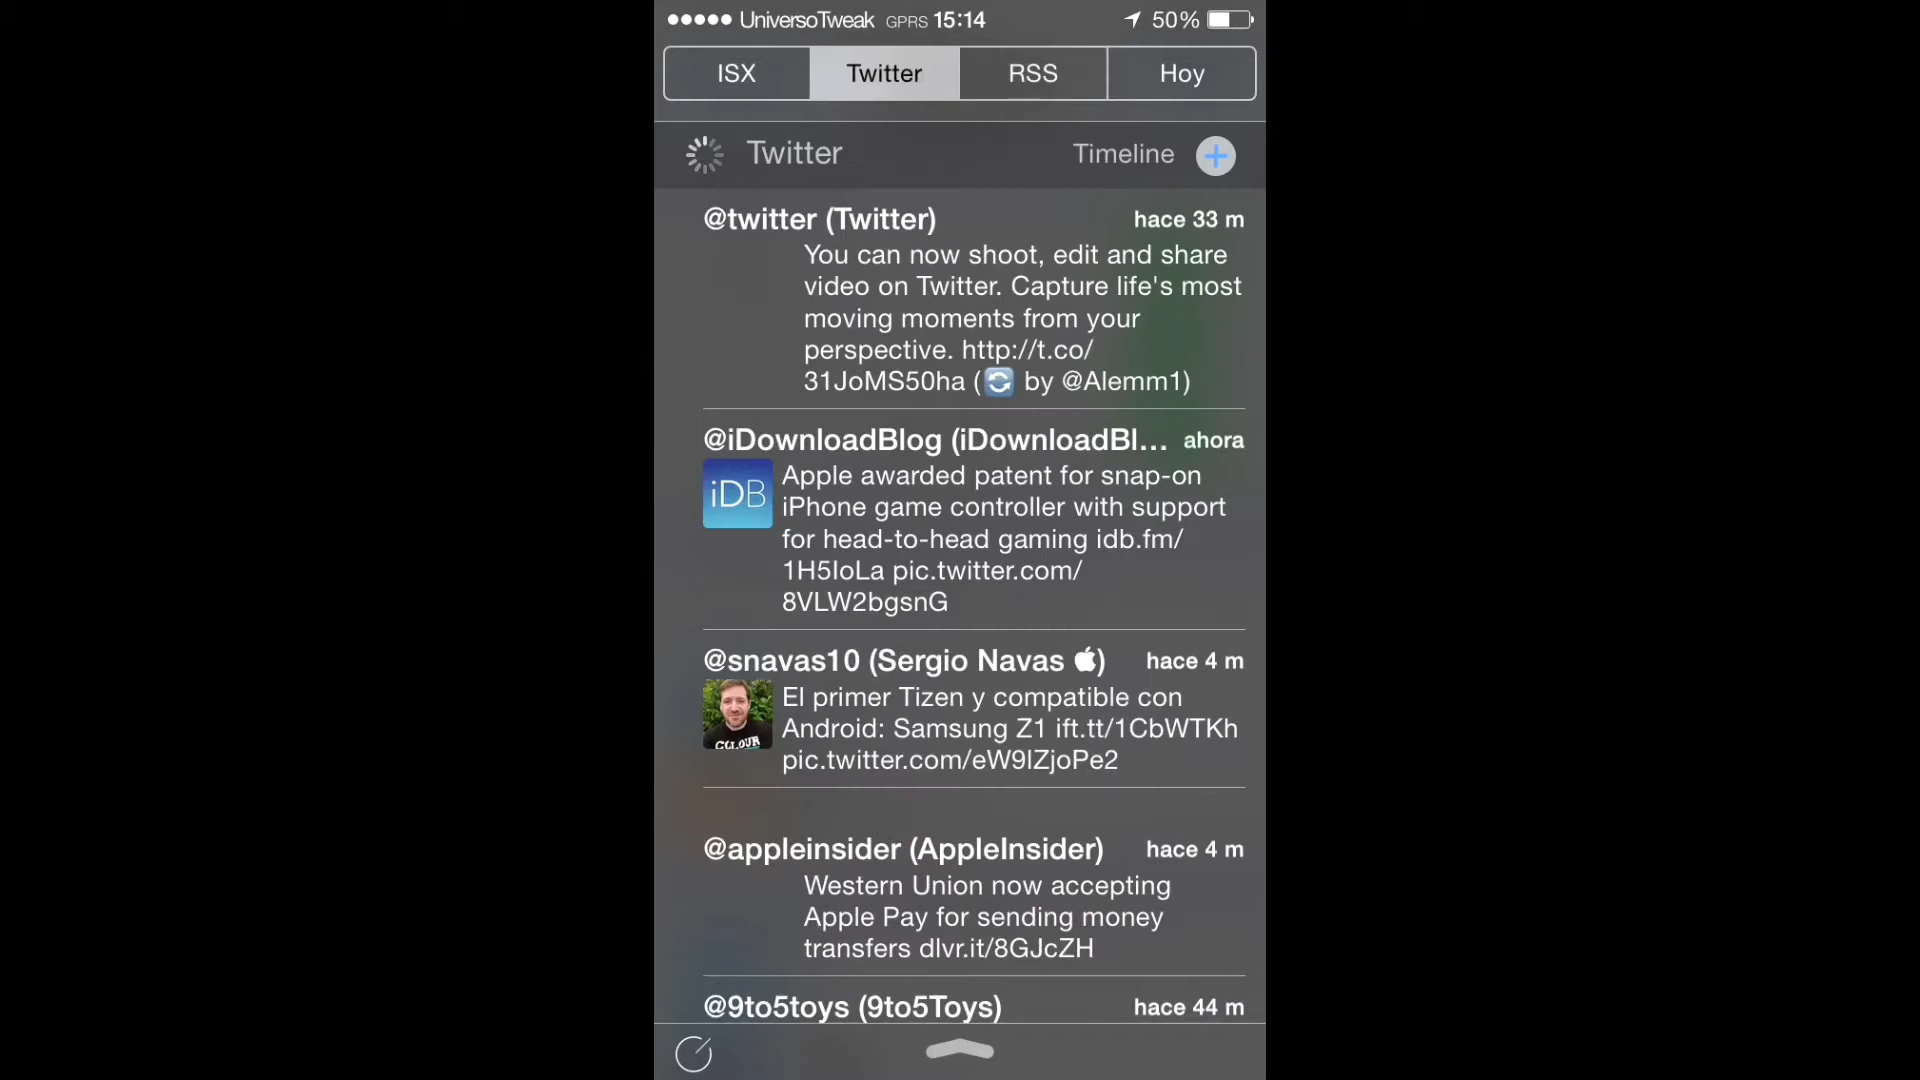 UniversoTweak GPRS 15:14 50%
ISX Twitter RSS Hoy
Twitter Timeline
@twitter (Twitter) hace 33 m
You can now shoot, edit and share
video on Twitter. Capture life's most
moving moments from your
perspective. http://t.co/
31JoMS50ha (🔄 by @Alemm1)
@iDownloadBlog (iDownloadBl... ahora
iDB
Apple awarded patent for snap-on
iPhone game controller with support
for head-to-head gaming idb.fm/
1H5IoLa pic.twitter.com/
8VLW2bgsnG
@snavas10 (Sergio Navas ) hace 4 m
COLOUR
El primer Tizen y compatible con
Android: Samsung Z1 ift.tt/1CbWTKh
pic.twitter.com/eW9lZjoPe2
@appleinsider (AppleInsider) hace 4 m
Western Union now accepting
Apple Pay for sending money
transfers dlvr.it/8GJcZH
@9to5toys (9to5Toys) hace 44 m